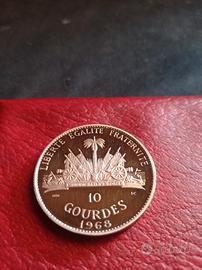 LIBERTE EGALITE FRATERNITE
10
GOURDES
1968